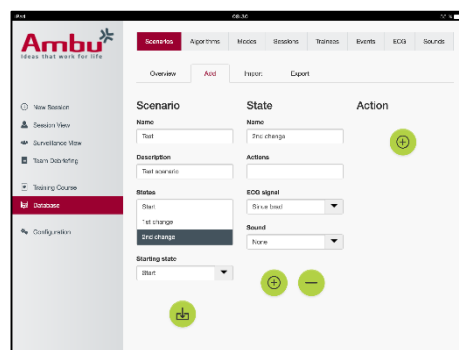 iPad
08:30
Ambu
Ideas that work for life
Scenarios
Algorithms
Modes
Sessions
Trainees
Events
ECG
Sounds
Overview
Add
Import
Export
New Session
Session View
Surveillance View
Team Debriefing
Training Course
Database
Configuration
Scenario
Name
Test
Description
Test scenario
States
Start
1st change
2nd change
Starting state
Start
State
Name
2nd change
Actions
ECG signal
Sinus brad
Sound
None
Action